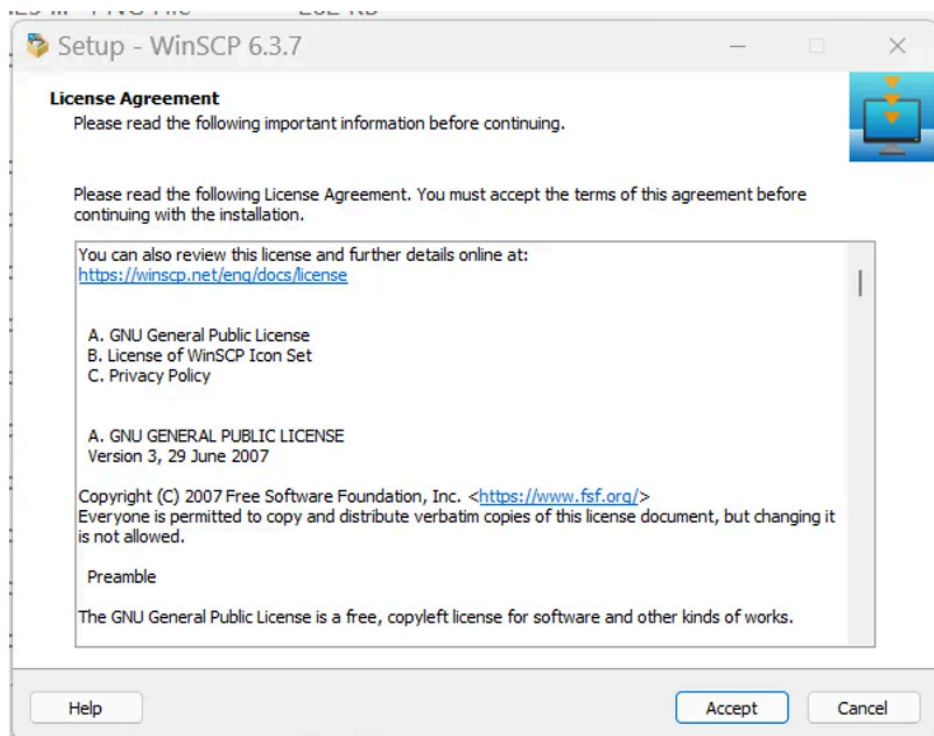 Setup - WinSCP 6.3.7
License Agreement
Please read the following important information before continuing.
Please read the following License Agreement. You must accept the terms of this agreement before
continuing with the installation.
You can also review this license and further details online at:
https://winscp.net/eng/docs/license
A. GNU General Public License
B. License of WinSCP Icon Set
C. Privacy Policy
A. GNU GENERAL PUBLIC LICENSE
Version 3, 29 June 2007
Copyright (C) 2007 Free Software Foundation, Inc. <https://www.fsf.org/>
Everyone is permitted to copy and distribute verbatim copies of this license document, but changing it
is not allowed.
Preamble
The GNU General Public License is a free, copyleft license for software and other kinds of works.
Help
Accept
Cancel